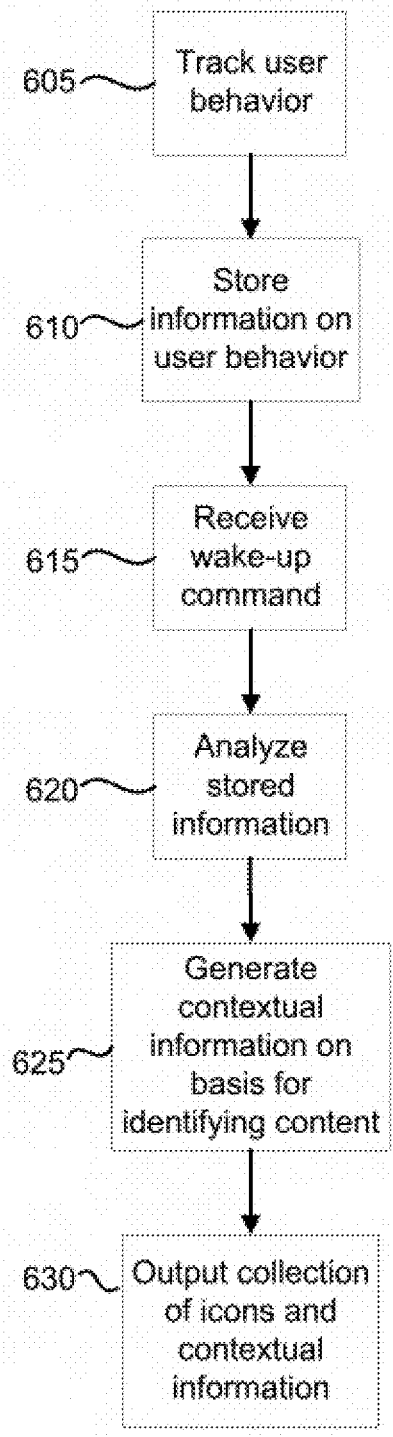 605
Track user
behavior
610
Store
information on
user behavior
615
Receive
wake-up
command
620
Analyze
stored
information
625
Generate
contextual
information on
basis for
identifying content
630
Output collection
of icons and
contextual
information